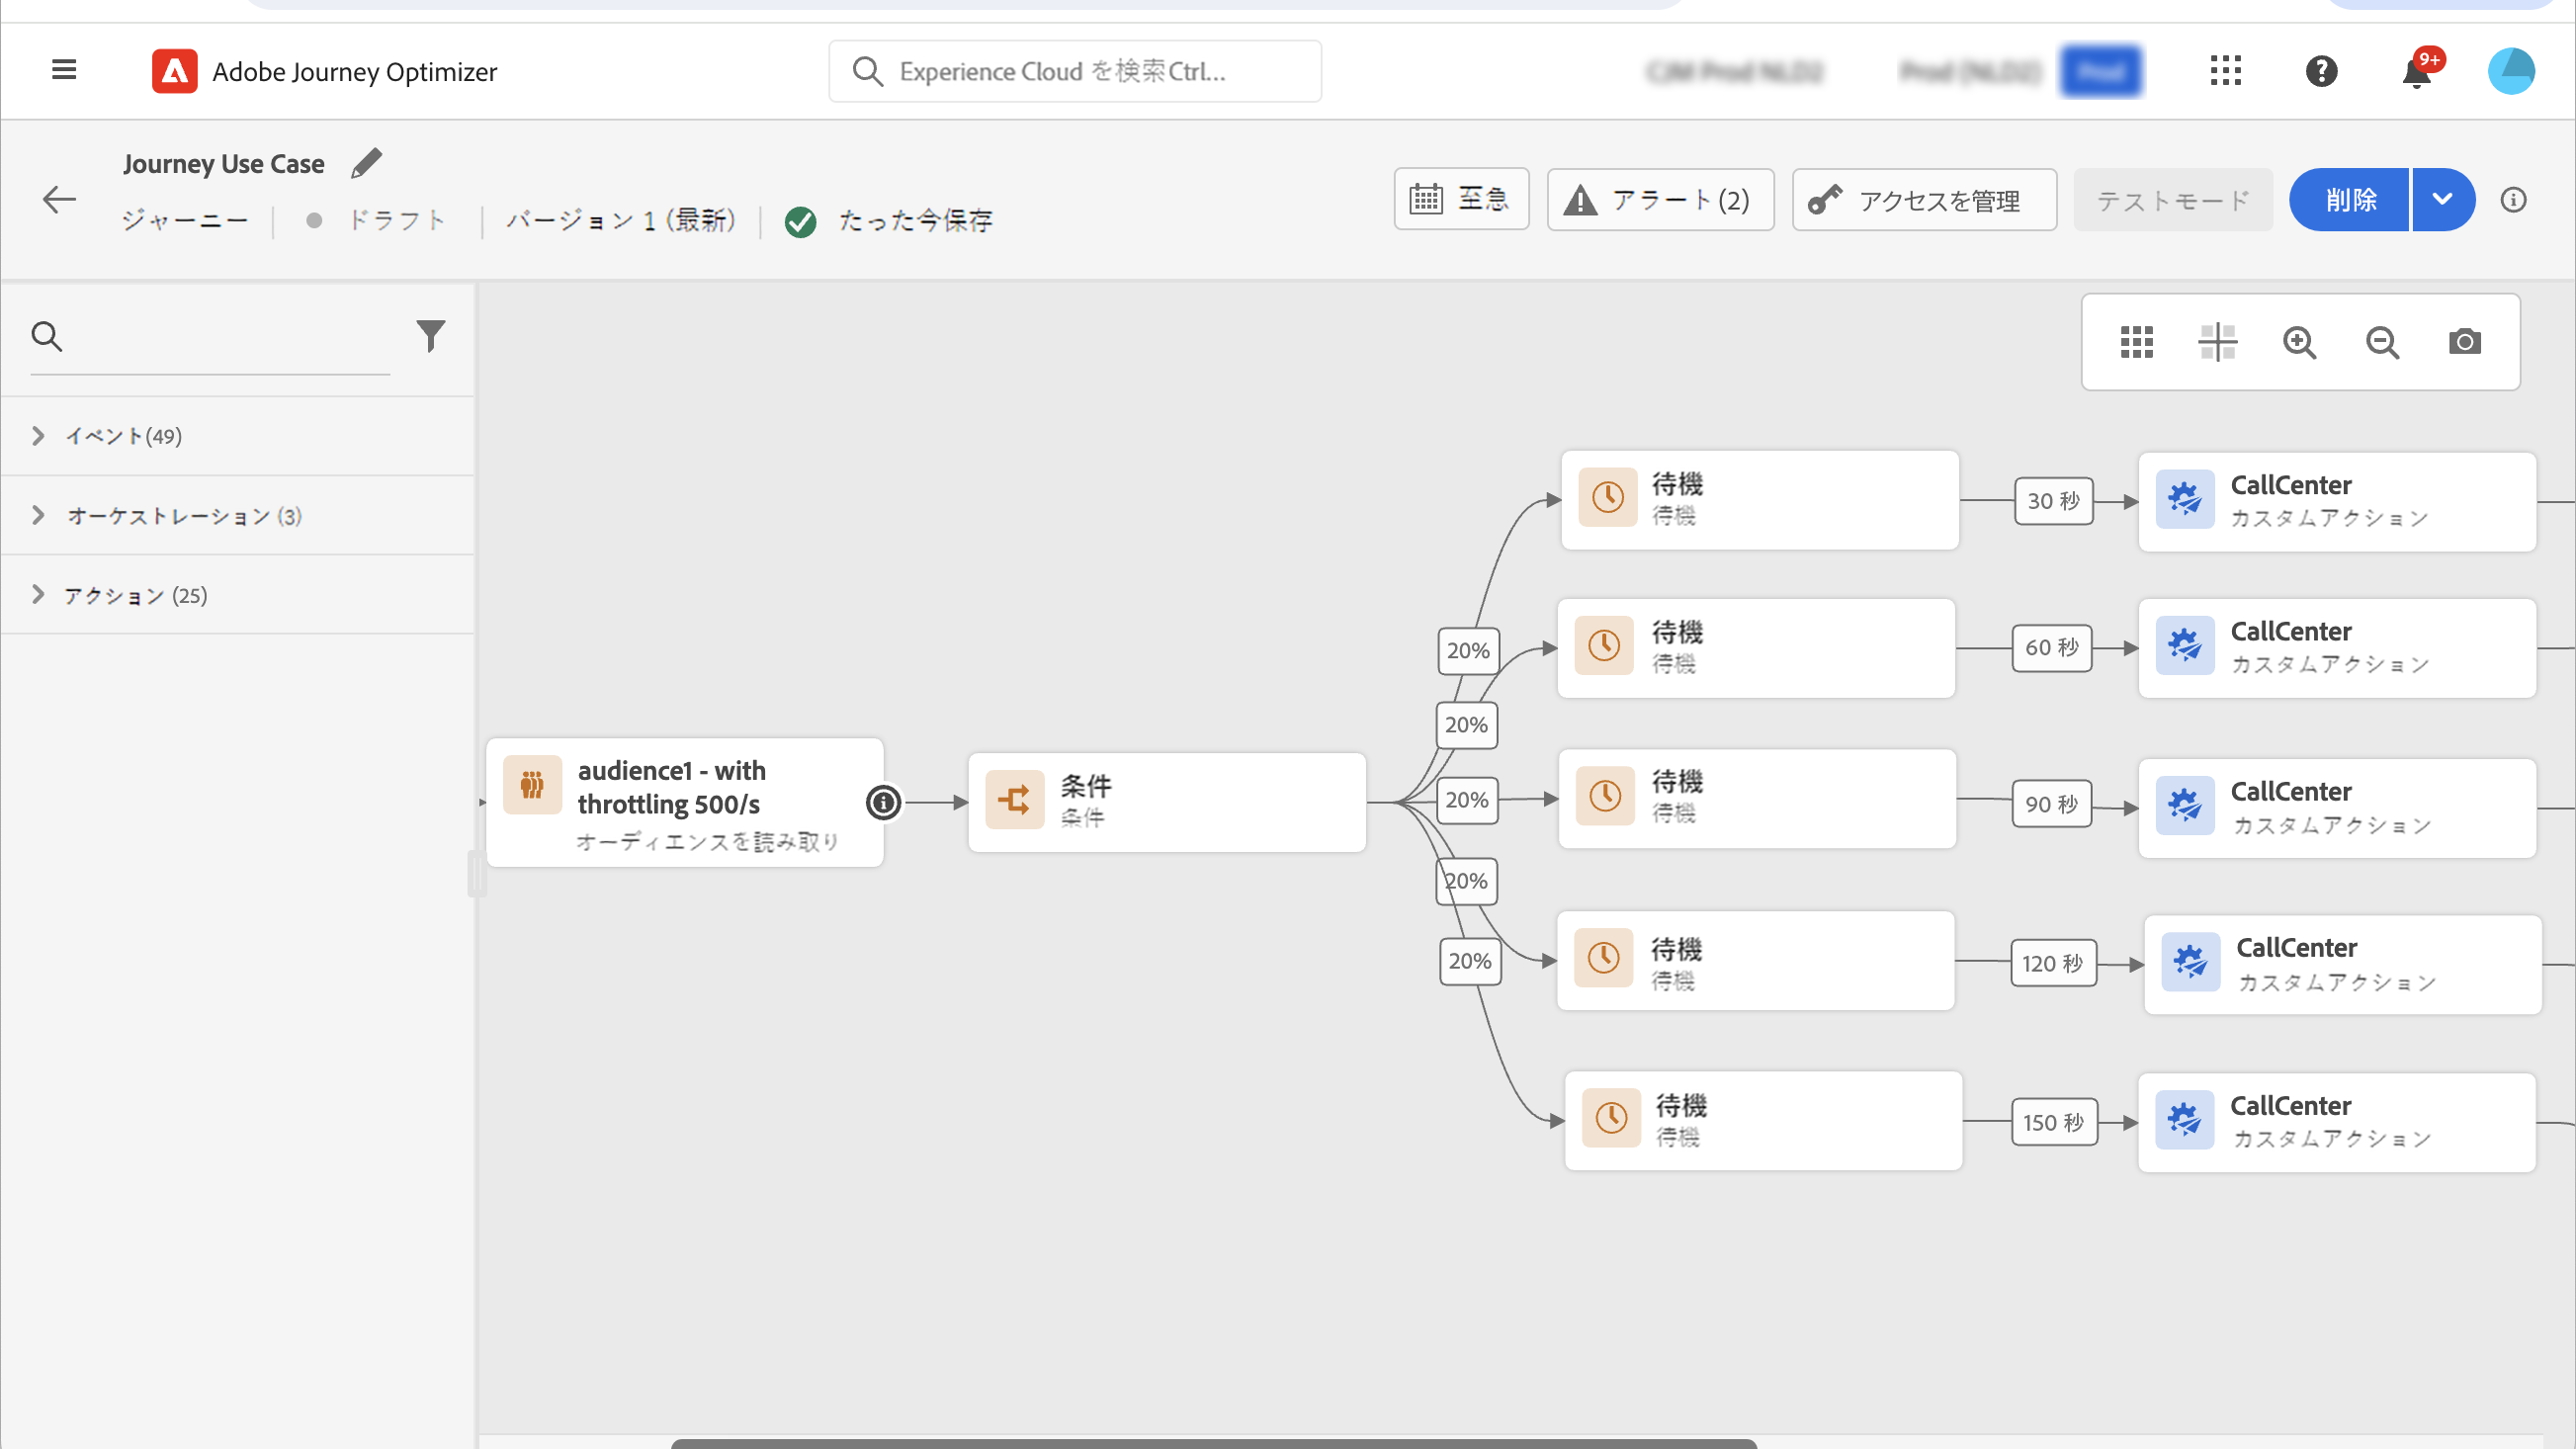 Adobe Journey Optimizer
Experience Cloud を検索Ctrl...
9+
Journey Use Case
ジャーニー
ドラフト
バージョン 1 (最新)
たった今保存
至急
アラート(2)
アクセスを管理
テストモード
削除
イベント(49)
オーケストレーション (3)
アクション (25)
audience1 - with
throttling 500/s
オーディエンスを読み取り
条件
条件
20%
20%
20%
20%
20%
待機
待機
30 秒
CallCenter
カスタムアクション
待機
待機
60 秒
CallCenter
カスタムアクション
待機
待機
90 秒
CallCenter
カスタムアクション
待機
待機
120 秒
CallCenter
カスタムアクション
待機
待機
150 秒
CallCenter
カスタムアクション